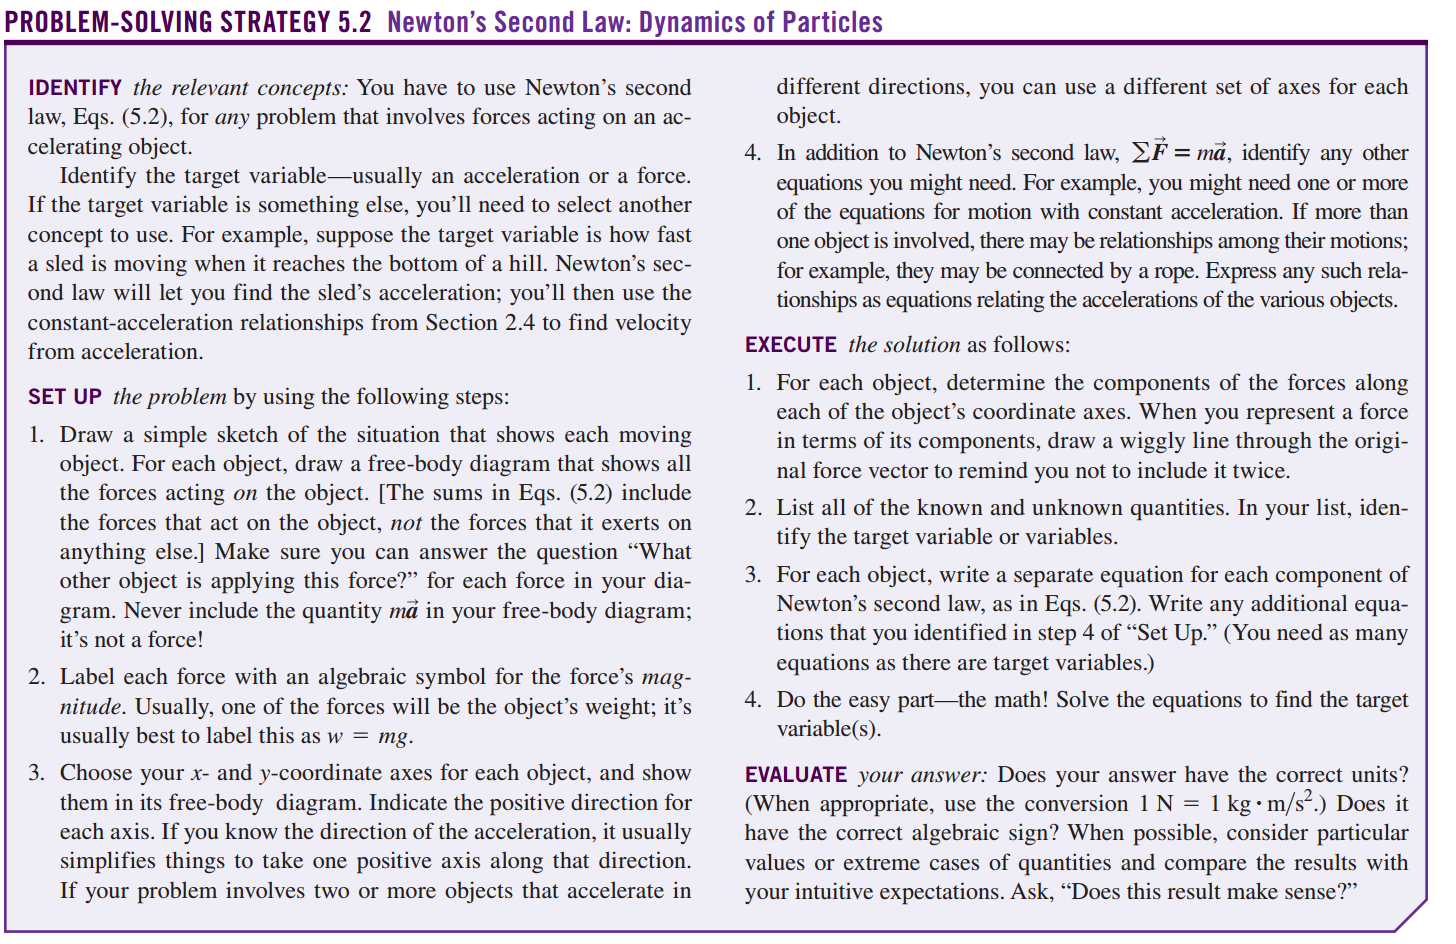 PROBLEM-SOLVING STRATEGY 5.2 Newton's Second Law: Dynamics of Particles
IDENTIFY the relevant concepts: You have to use Newton's second
law, Eqs. (5.2), for any problem that involves forces acting on an ac-
celerating object.
Identify the target variable—usually an acceleration or a force.
If the target variable is something else, you'll need to select another
concept to use. For example, suppose the target variable is how fast
a sled is moving when it reaches the bottom of a hill. Newton's sec-
ond law will let you find the sled's acceleration; you'll then use the
constant-acceleration relationships from Section 2.4 to find velocity
from acceleration.
SET UP the problem by using the following steps:
1. Draw a simple sketch of the situation that shows each moving
object. For each object, draw a free-body diagram that shows all
the forces acting on the object. [The sums in Eqs. (5.2) include
the forces that act on the object, not the forces that it exerts on
anything else.] Make sure you can answer the question “What
other object is applying this force?” for each force in your dia-
gram. Never include the quantity ma⃗ in your free-body diagram;
it's not a force!
2. Label each force with an algebraic symbol for the force's mag-
nitude. Usually, one of the forces will be the object's weight; it's
usually best to label this as w = mg.
3. Choose your x- and y-coordinate axes for each object, and show
them in its free-body diagram. Indicate the positive direction for
each axis. If you know the direction of the acceleration, it usually
simplifies things to take one positive axis along that direction.
If your problem involves two or more objects that accelerate in
different directions, you can use a different set of axes for each
object.
4. In addition to Newton's second law, ∑F⃗ = ma⃗, identify any other
equations you might need. For example, you might need one or more
of the equations for motion with constant acceleration. If more than
one object is involved, there may be relationships among their motions;
for example, they may be connected by a rope. Express any such rela-
tionships as equations relating the accelerations of the various objects.
EXECUTE the solution as follows:
1. For each object, determine the components of the forces along
each of the object's coordinate axes. When you represent a force
in terms of its components, draw a wiggly line through the origi-
nal force vector to remind you not to include it twice.
2. List all of the known and unknown quantities. In your list, iden-
tify the target variable or variables.
3. For each object, write a separate equation for each component of
Newton's second law, as in Eqs. (5.2). Write any additional equa-
tions that you identified in step 4 of “Set Up.” (You need as many
equations as there are target variables.)
4. Do the easy part—the math! Solve the equations to find the target
variable(s).
EVALUATE your answer: Does your answer have the correct units?
(When appropriate, use the conversion 1 N = 1 kg · m/s².) Does it
have the correct algebraic sign? When possible, consider particular
values or extreme cases of quantities and compare the results with
your intuitive expectations. Ask, “Does this result make sense?”